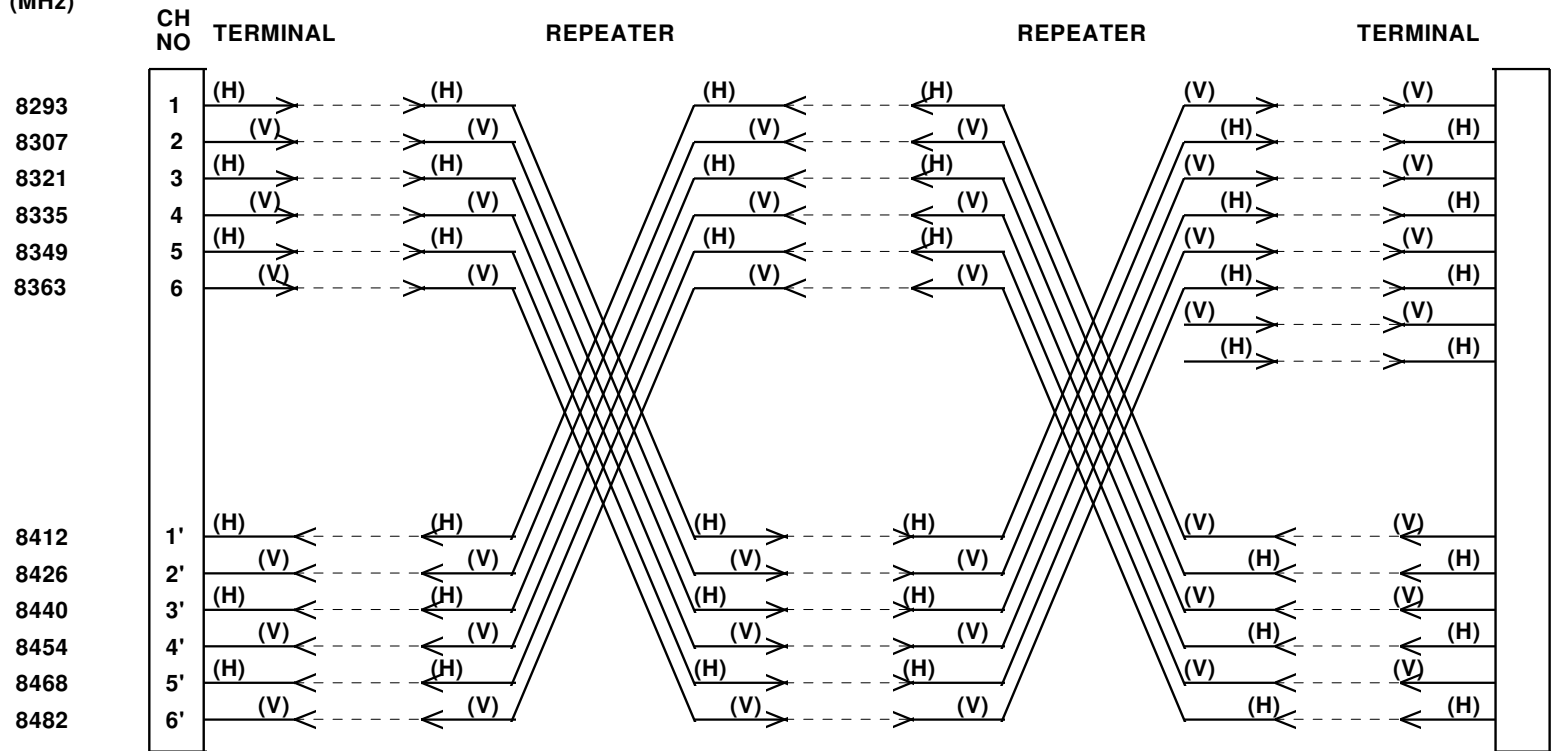 (MHz)
CH NO TERMINAL REPEATER REPEATER TERMINAL
8293 1 (H) (H) (H) (H) (V) (V)
8307 2 (V) (V) (V) (V) (H) (H)
8321 3 (H) (H) (H) (H) (V) (V)
8335 4 (V) (V) (V) (V) (H) (H)
8349 5 (H) (H) (H) (H) (V) (V)
8363 6 (V) (V) (V) (V) (H) (H)
(V) (V)
(H) (H)
8412 1' (H) (H) (H) (H) (V) (V)
8426 2' (V) (V) (V) (V) (H) (H)
8440 3' (H) (H) (H) (H) (V) (V)
8454 4' (V) (V) (V) (V) (H) (H)
8468 5' (H) (H) (H) (H) (V) (V)
8482 6' (V) (V) (V) (V) (H) (H)